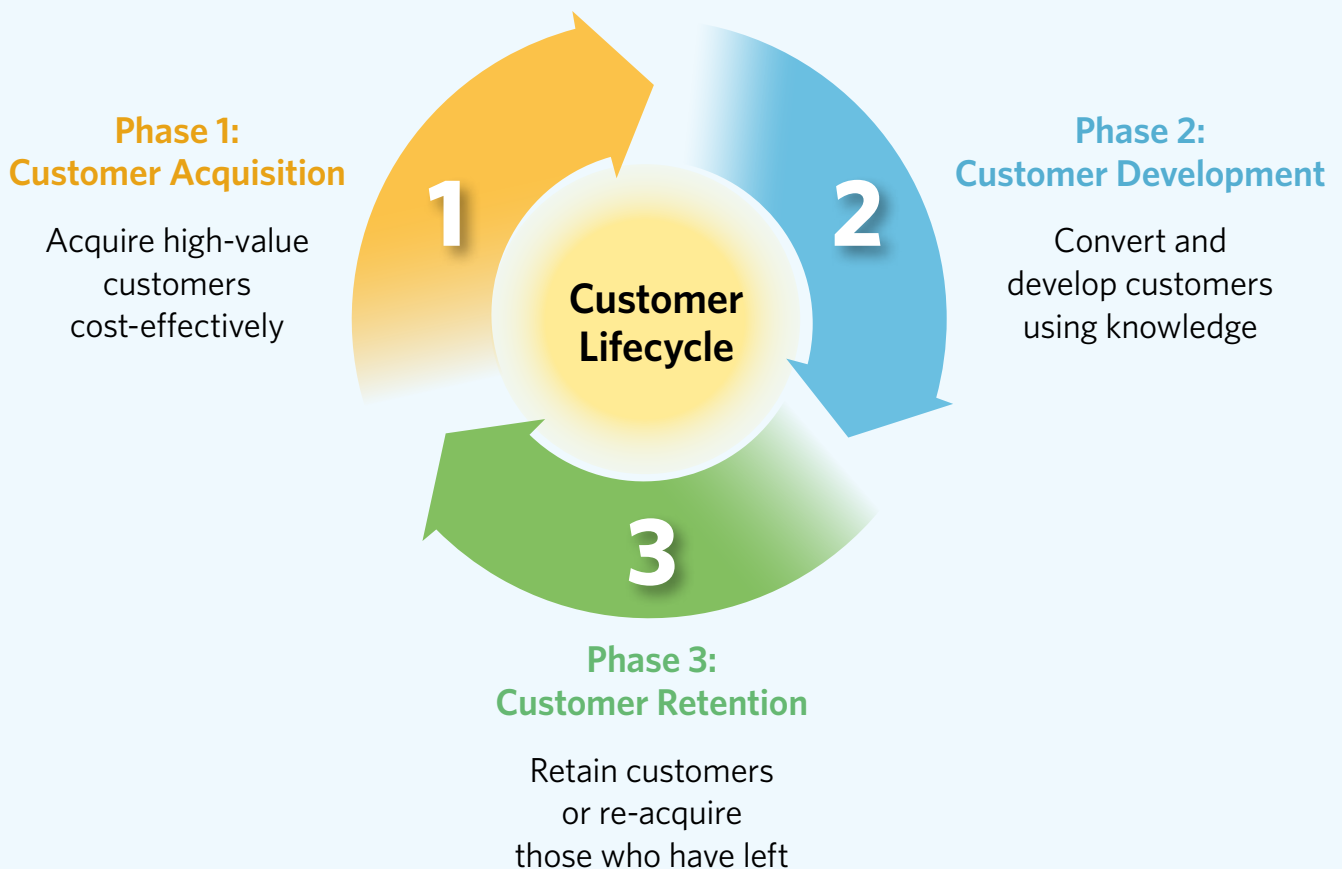 Phase 1:
Customer Acquisition
Acquire high-value
customers
cost-effectively
1
Customer
Lifecycle
2
Phase 2:
Customer Development
Convert and
develop customers
using knowledge
3
Phase 3:
Customer Retention
Retain customers
or re-acquire
those who have left